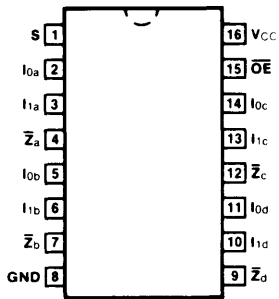 S 1 16 VCC
I0a 2 15 O̅E̅
I1a 3 14 I0c
Z̅a 4 13 I1c
I0b 5 12 Z̅c
I1b 6 11 I0d
Z̅b 7 10 I1d
GND 8 9 Z̅d